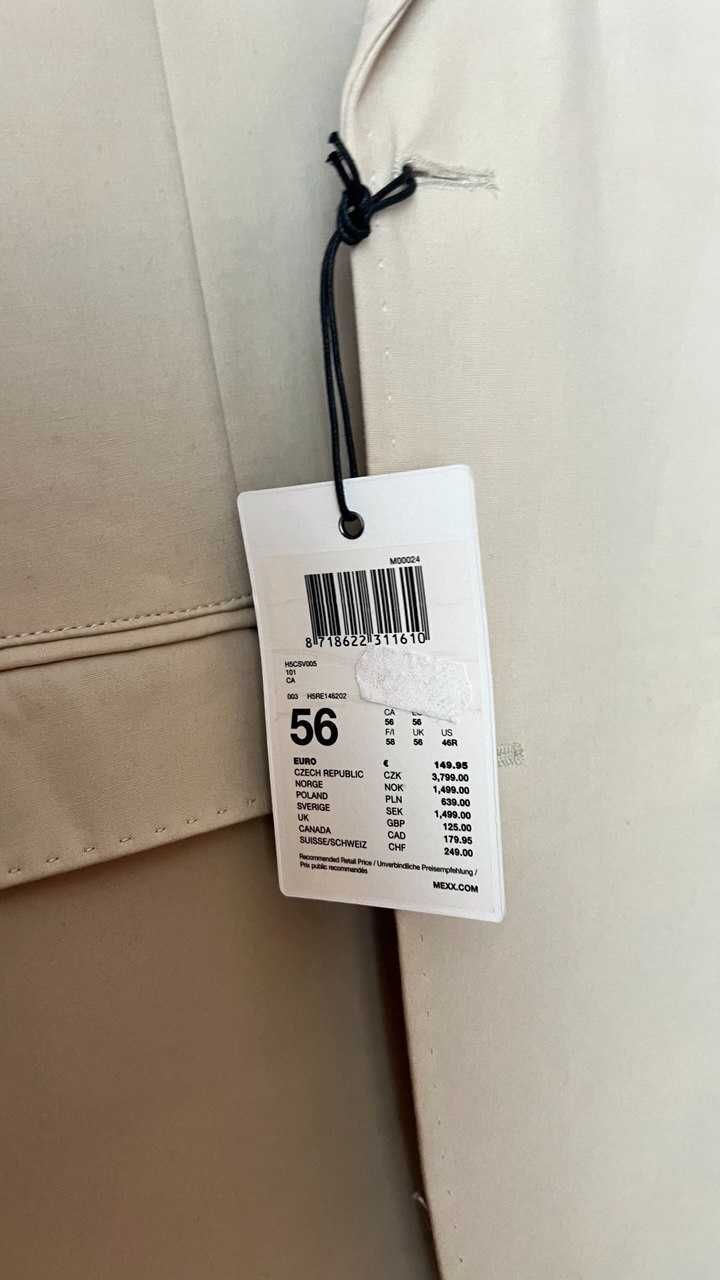 M00024
8 718622 311610
H5CSV005
101
CA
003 H5RE146202
56
CA
56 56
F/I UK US
58 56 46R
EURO € 149.95
CZECH REPUBLIC CZK 3,799.00
NORGE NOK 1,499.00
POLAND PLN 639.00
SVERIGE SEK 1,499.00
UK GBP 125.00
CANADA CAD 179.95
SUISSE/SCHWEIZ CHF 249.00
Recommended Retail Price / Unverbindliche Preisempfehlung /
Prix public recommandés
MEXX.COM